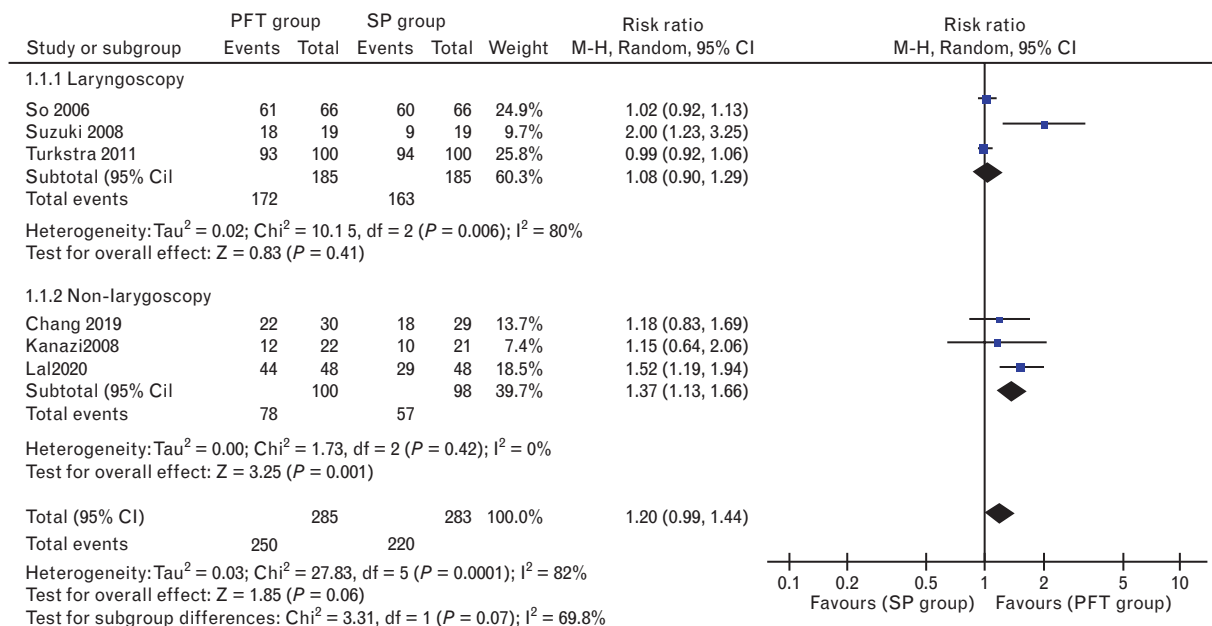 PFT group SP group Risk ratio Risk ratio
Study or subgroup Events Total Events Total Weight M-H, Random, 95% CI M-H, Random, 95% CI
1.1.1 Laryngoscopy
So 2006 61 66 60 66 24.9% 1.02 (0.92, 1.13)
Suzuki 2008 18 19 9 19 9.7% 2.00 (1.23, 3.25)
Turkstra 2011 93 100 94 100 25.8% 0.99 (0.92, 1.06)
Subtotal (95% Cil 185 185 60.3% 1.08 (0.90, 1.29)
Total events 172 163
Heterogeneity: Tau² = 0.02; Chi² = 10.1 5, df = 2 (P = 0.006); I² = 80%
Test for overall effect: Z = 0.83 (P = 0.41)
1.1.2 Non-larygoscopy
Chang 2019 22 30 18 29 13.7% 1.18 (0.83, 1.69)
Kanazi2008 12 22 10 21 7.4% 1.15 (0.64, 2.06)
Lal2020 44 48 29 48 18.5% 1.52 (1.19, 1.94)
Subtotal (95% Cil 100 98 39.7% 1.37 (1.13, 1.66)
Total events 78 57
Heterogeneity: Tau² = 0.00; Chi² = 1.73, df = 2 (P = 0.42); I² = 0%
Test for overall effect: Z = 3.25 (P = 0.001)
Total (95% CI) 285 283 100.0% 1.20 (0.99, 1.44)
Total events 250 220
Heterogeneity: Tau² = 0.03; Chi² = 27.83, df = 5 (P = 0.0001); I² = 82%
Test for overall effect: Z = 1.85 (P = 0.06)
Test for subgroup differences: Chi² = 3.31, df = 1 (P = 0.07); I² = 69.8%
0.1 0.2 0.5 1 2 5 10
Favours (SP group) Favours (PFT group)